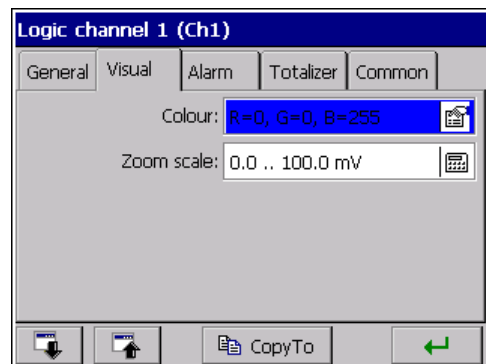 Logic channel 1 (Ch1)
General Visual Alarm Totalizer Common
Colour: R=0, G=0, B=255
Zoom scale: 0.0 .. 100.0 mV
CopyTo